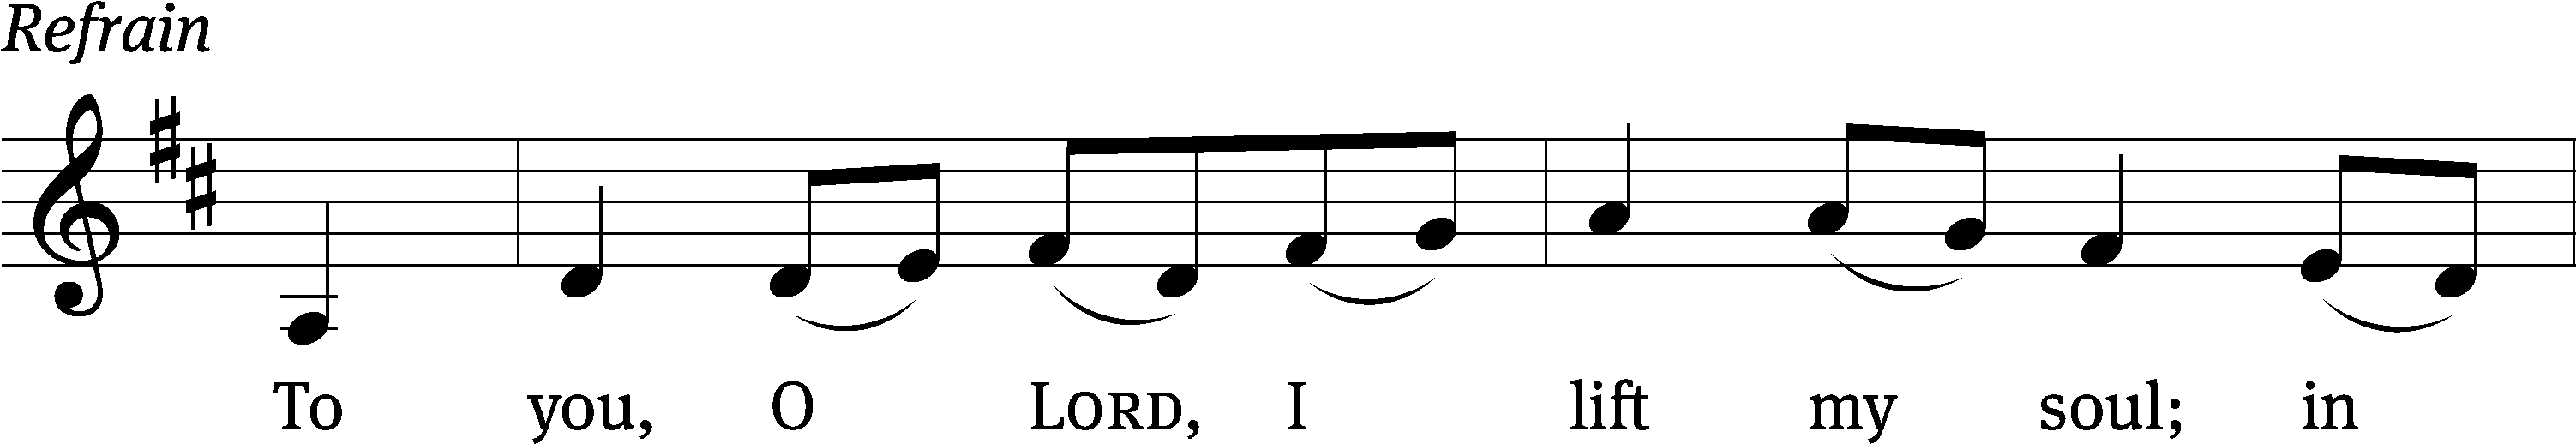 Refrain
To you, O LORD, I lift my soul; in